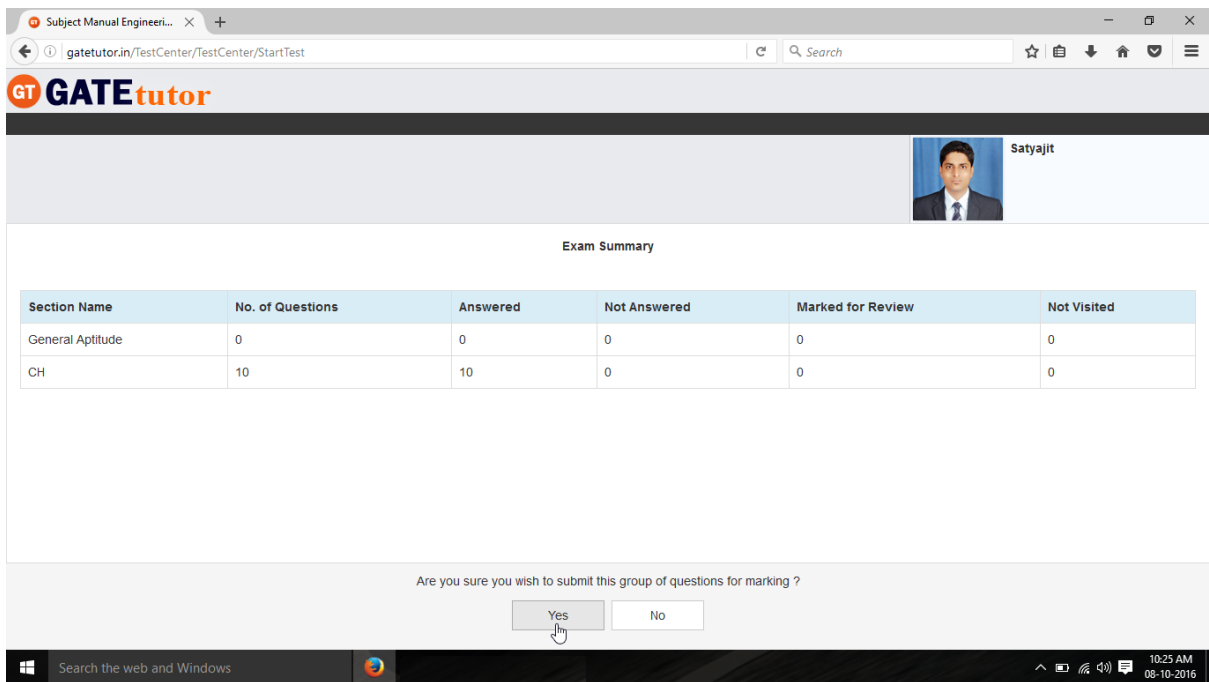 Subject Manual Engineeri...
gatetutor.in/TestCenter/TestCenter/StartTest
Search
GT GATEtutor
Satyajit
Exam Summary
Section Name No. of Questions Answered Not Answered Marked for Review Not Visited
General Aptitude 0 0 0 0 0
CH 10 10 0 0 0
Are you sure you wish to submit this group of questions for marking ?
Yes No
Search the web and Windows
10:25 AM
08-10-2016